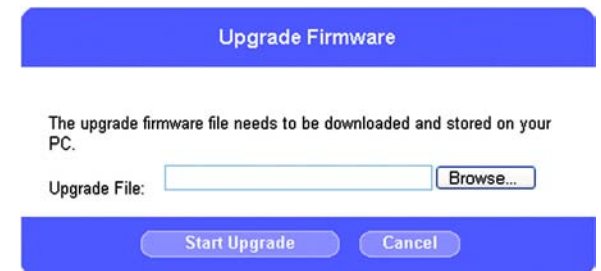 Upgrade Firmware
The upgrade firmware file needs to be downloaded and stored on your
PC.
Upgrade File:
Browse...
Start Upgrade
Cancel